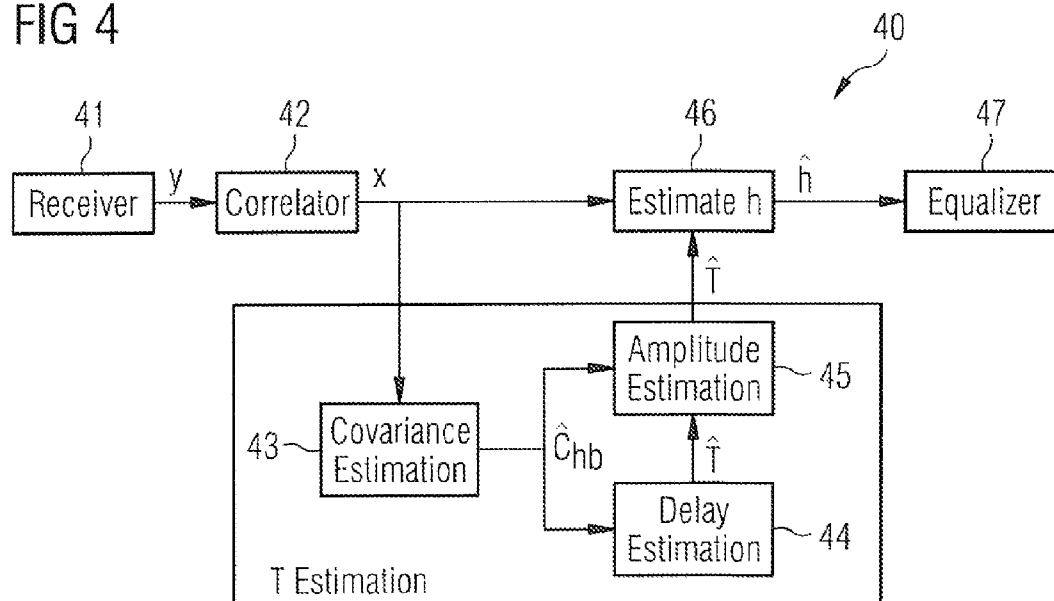 FIG 4
40
41
42
46
47
Receiver
y
Correlator
x
Estimate h
ĥ
Equalizer
T̂
Amplitude
Estimation
45
43
Covariance
Estimation
Ĉhb
T̂
Delay
Estimation
44
T Estimation